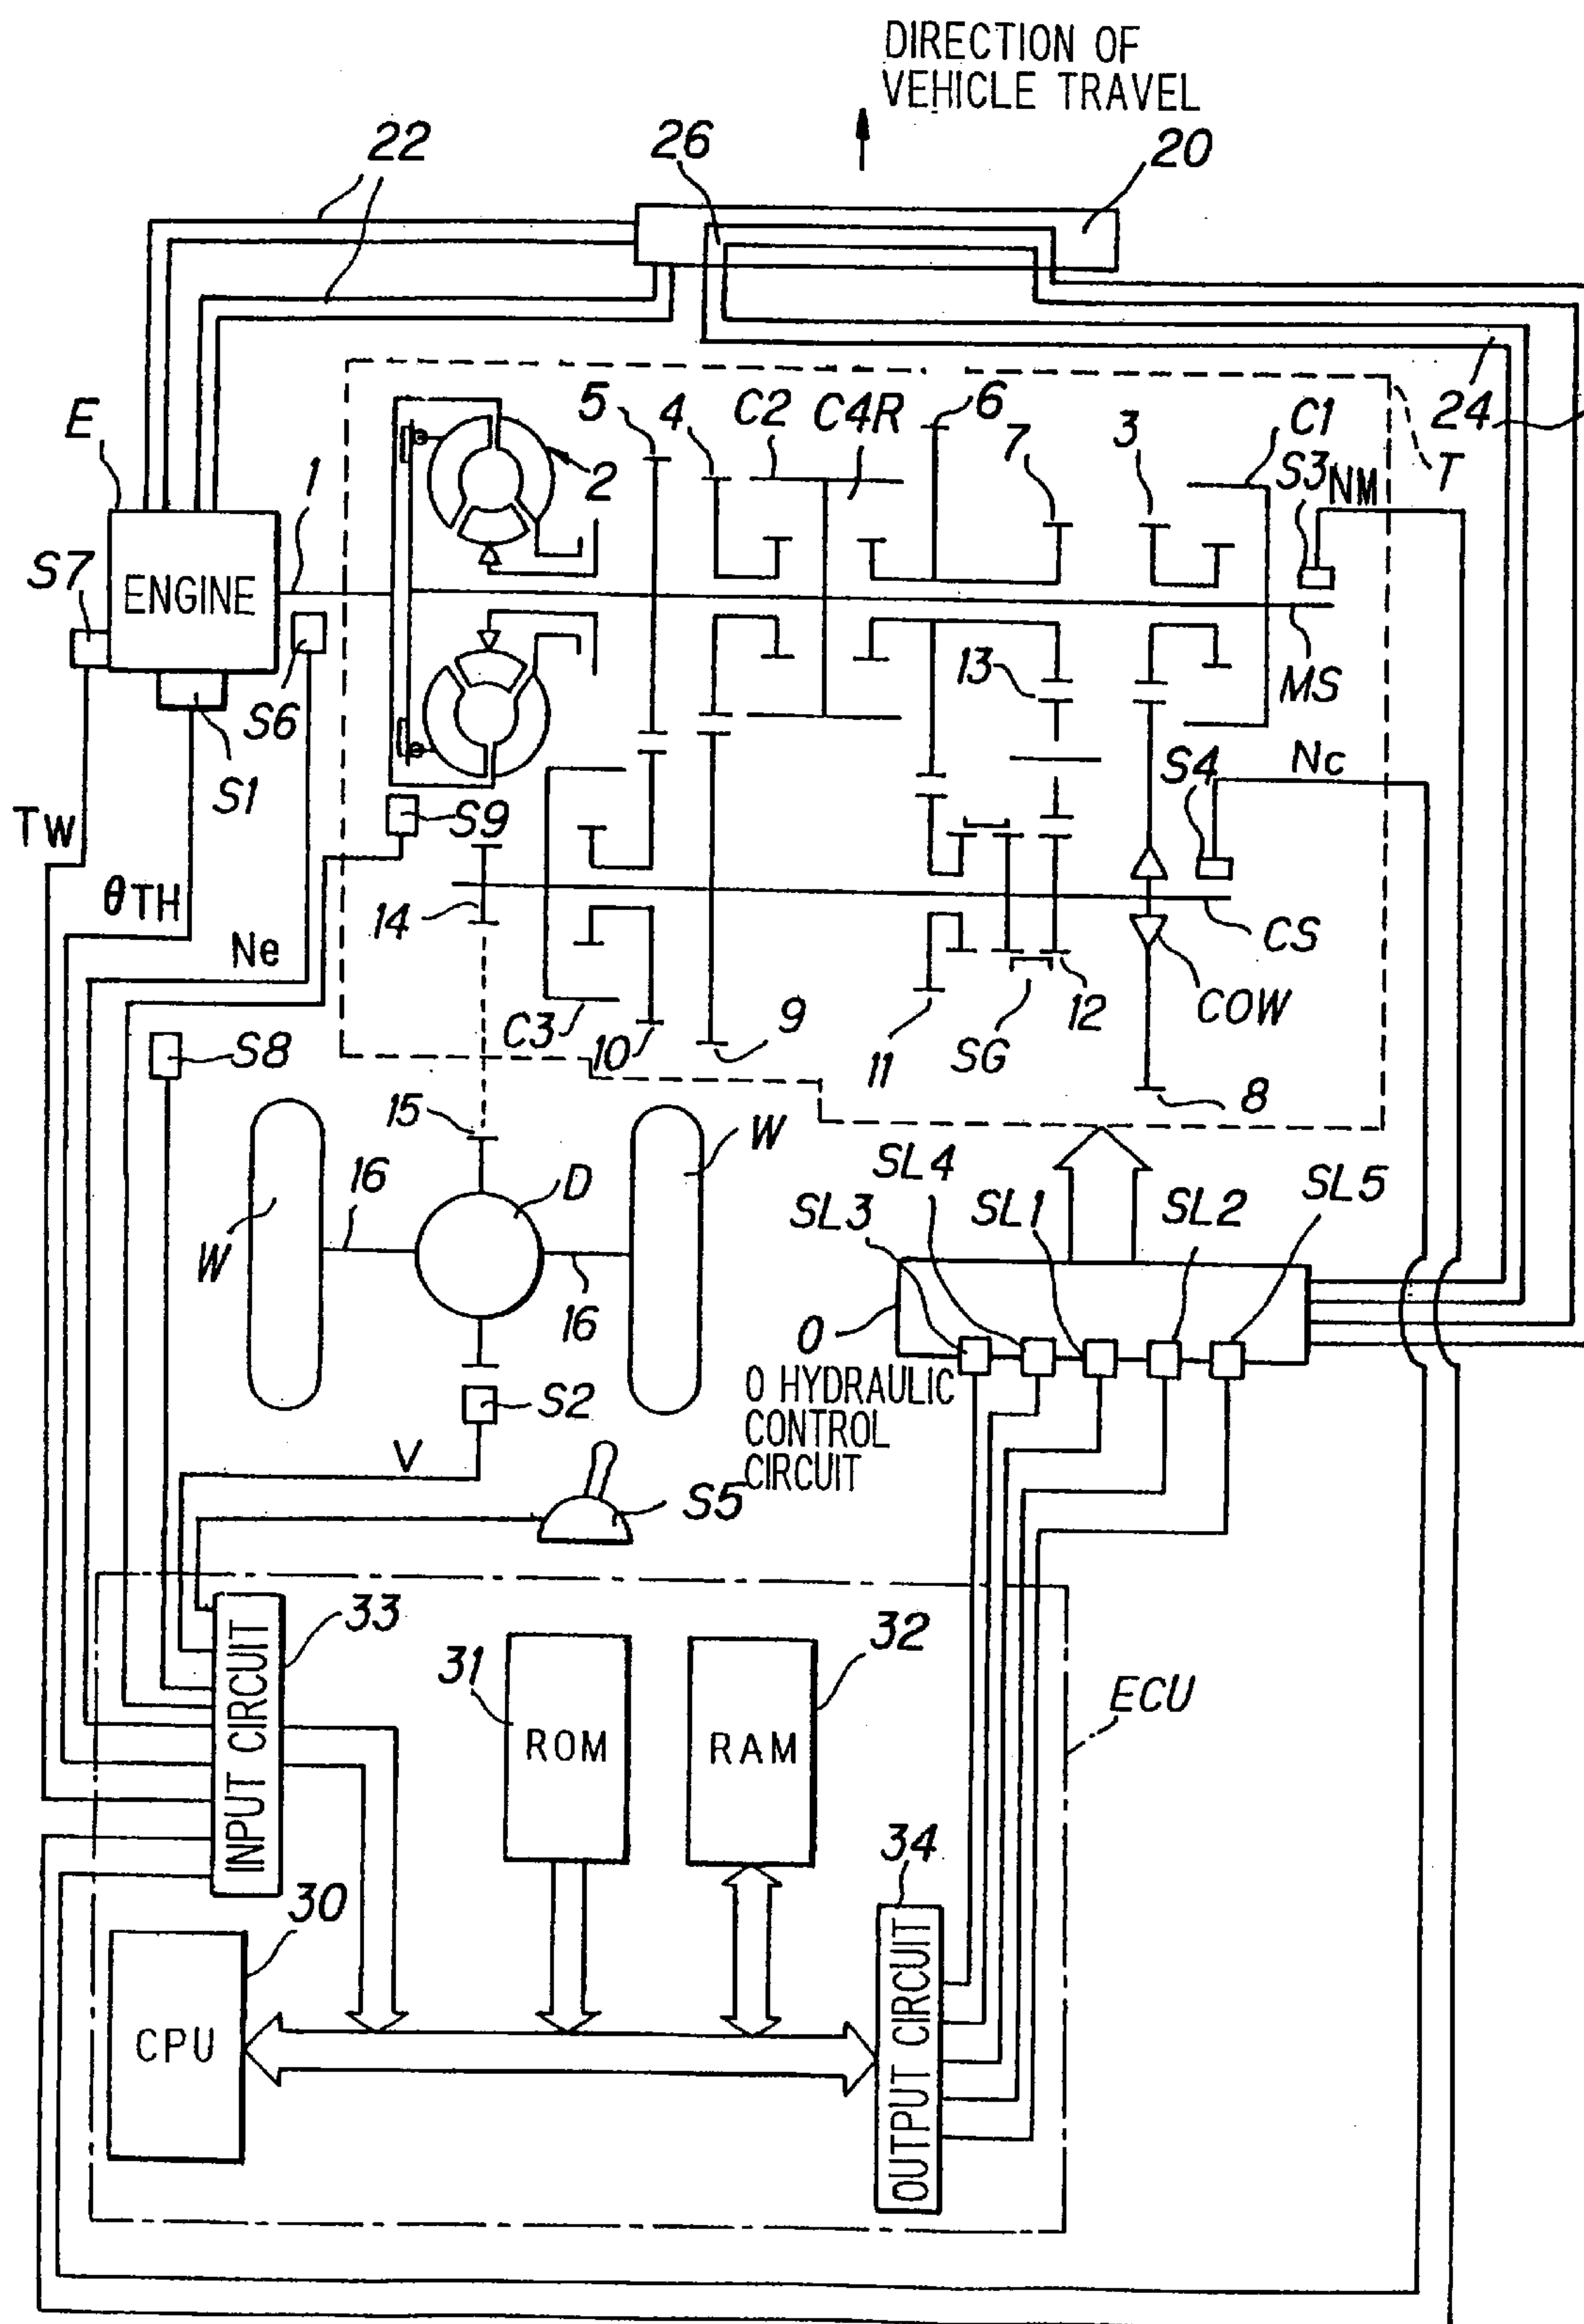 DIRECTION OF
VEHICLE TRAVEL
22
26
20
E
1
5
4
C2
C4R
6
7
3
C1
24
S3
NM
T
2
S7
ENGINE
S6
S1
13
MS
S4
Nc
TW
S9
θTH
14
Ne
CS
C3
10
9
11
SG
12
COW
8
S8
15
W
16
D
W
16
SL4
SL3
SL1
SL2
SL5
O
O HYDRAULIC
CONTROL
CIRCUIT
S2
V
S5
33
INPUT CIRCUIT
31
ROM
32
RAM
ECU
34
OUTPUT CIRCUIT
30
CPU